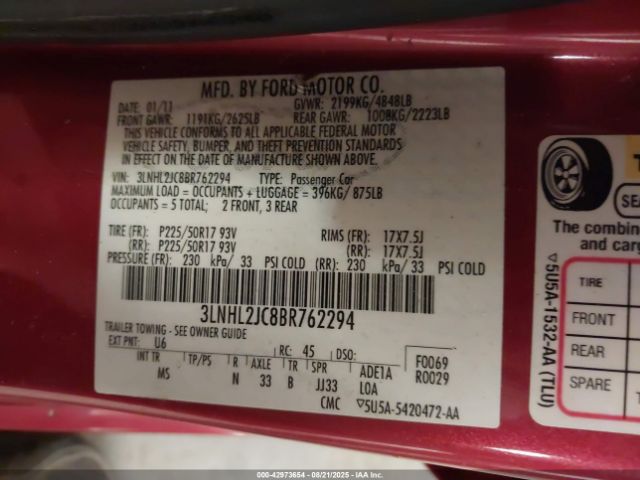 MFD. BY FORD MOTOR CO.
DATE: 01/11 GVWR: 2199KG/4848LB
FRONT GAWR: 1191KG/2625LB REAR GAWR: 1008KG/2223LB
THIS VEHICLE CONFORMS TO ALL APPLICABLE FEDERAL MOTOR
VEHICLE SAFETY, BUMPER, AND THEFT PREVENTION STANDARDS
IN EFFECT ON THE DATE OF MANUFACTURE SHOWN ABOVE.
VIN: 3LNHL2JC8BR762294 TYPE: Passenger Car
MAXIMUM LOAD = OCCUPANTS + LUGGAGE = 396KG/ 875LB
OCCUPANTS = 5 TOTAL; 2 FRONT, 3 REAR
TIRE (FR): P225/50R17 93V RIMS (FR): 17X7.5J
(RR): P225/50R17 93V (RR): 17X7.5J
PRESSURE (FR): 230 kPa/ 33 PSI COLD (RR): 230 kPa/ 33 PSI COLD
3LNHL2JC8BR762294
TRAILER TOWING - SEE OWNER GUIDE
EXT PNT: U6 RC: 45 DSO: F0069
R0029
INT TR TP/PS R AXLE TR SPR ADE1A
MS N 33 B JJ33 LOA
CMC 5U5A-5420472-AA
SEA
The combin
and carg
TIRE
FRONT
REAR
SPARE
5U5A-1532-AA (TLU)
000-42973654 - 08/21/2025 - IAAI.CA